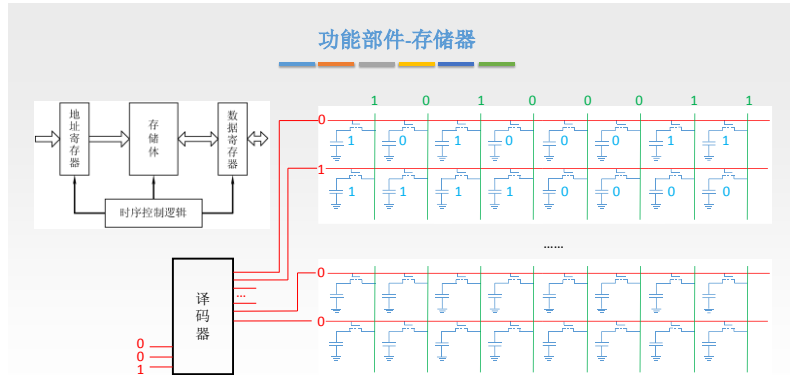 功能部件-存储器
1 0 1 0 0 0 0 1 1
地址寄存器
存储体
数据寄存器
时序控制逻辑
0
1 0 1 0 0 0 1 1
1
1 1 1 1 0 0 0 0
......
译码器
...
0
0
0
0
1